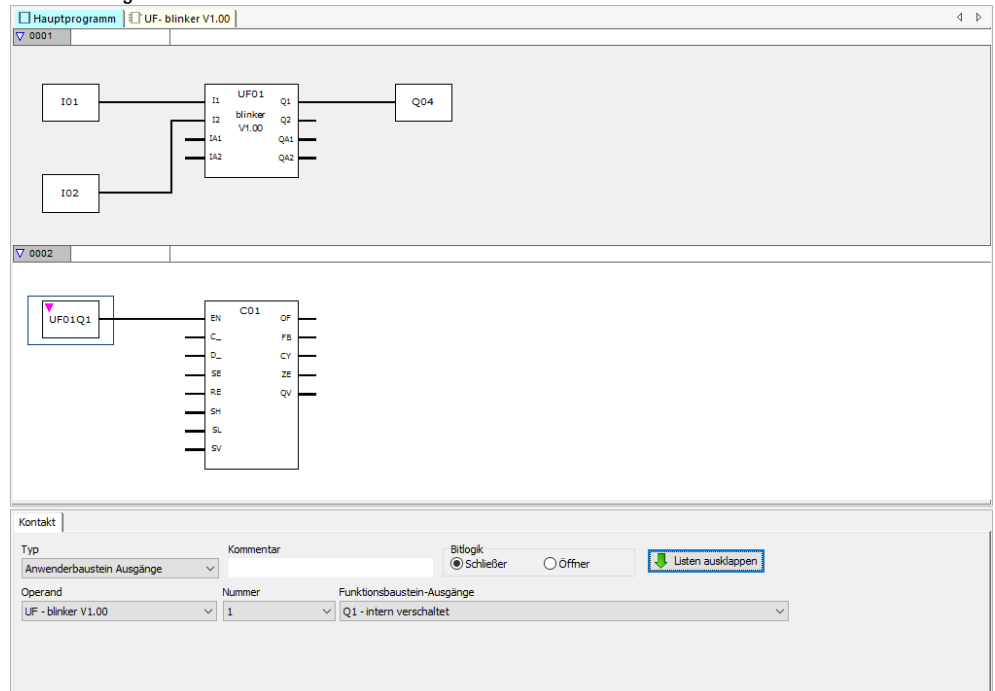 Hauptprogramm UF- blinker V1.00
0001
I01
I1 UF01 Q1
Q04
I2 blinker Q2
V1.00
IA1 QA1
IA2 QA2
I02
0002
UF01Q1
C01
EN OF
C_ FB
D_ CY
SE ZE
RE QV
SH
SL
SV
Kontakt
Typ Kommentar Bitlogik
Anwenderbaustein Ausgänge Schließer Öffner Listen ausklappen
Operand Nummer Funktionsbaustein-Ausgänge
UF - blinker V1.00 1 Q1 - intern verschaltet